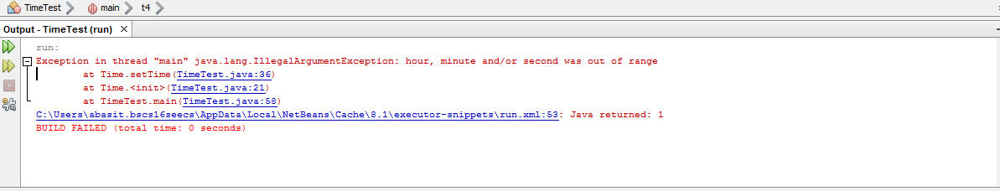 TimeTest main t4
Output - TimeTest (run)
run:
Exception in thread "main" java.lang.IllegalArgumentException: hour, minute and/or second was out of range
at Time.setTime(TimeTest.java:36)
at Time.<init>(TimeTest.java:21)
at TimeTest.main(TimeTest.java:58)
C:\Users\abasit.bscs16seecs\AppData\Local\NetBeans\Cache\8.1\executor-snippets\run.xml:53: Java returned: 1
BUILD FAILED (total time: 0 seconds)